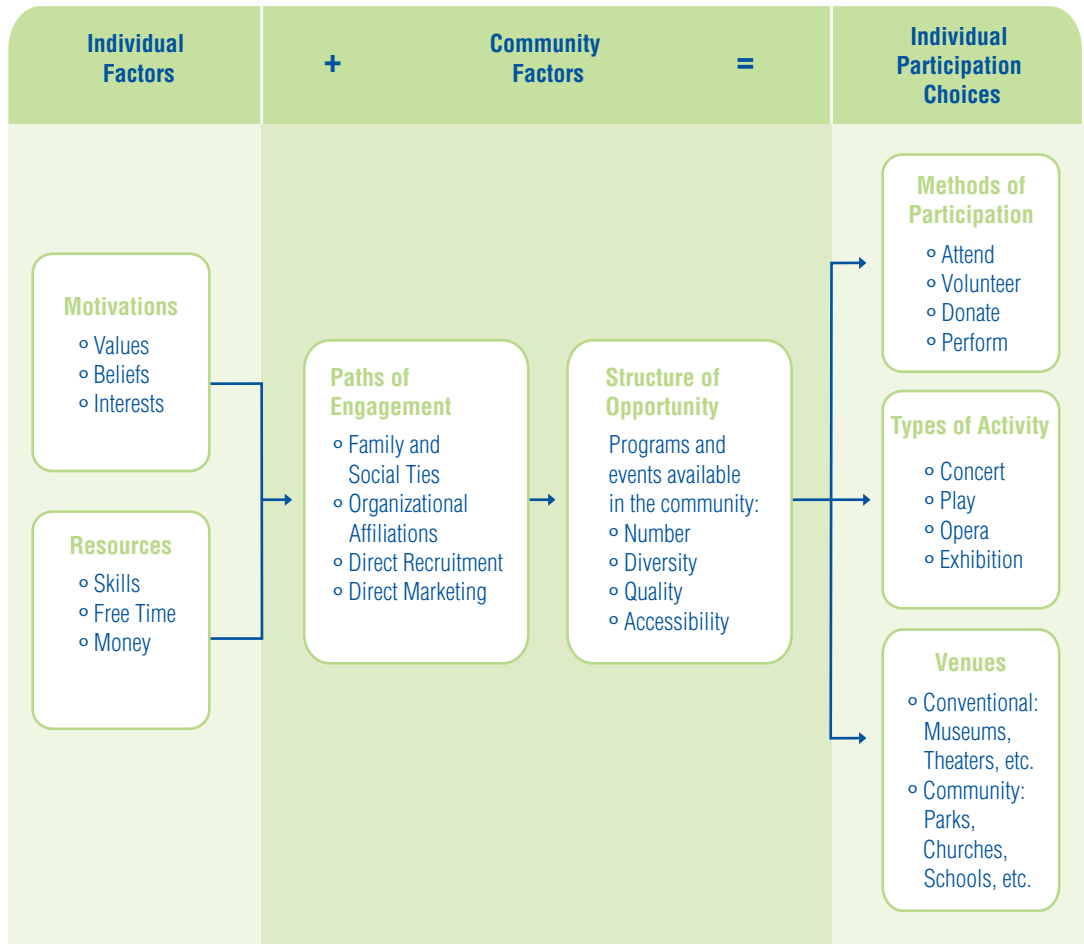 Individual
Factors
+
Community
Factors
=
Individual
Participation
Choices
Motivations
o Values
o Beliefs
o Interests
Resources
o Skills
o Free Time
o Money
Paths of
Engagement
o Family and
Social Ties
o Organizational
Affiliations
o Direct Recruitment
o Direct Marketing
Structure of
Opportunity
Programs and
events available
in the community:
o Number
o Diversity
o Quality
o Accessibility
Methods of
Participation
o Attend
o Volunteer
o Donate
o Perform
Types of Activity
o Concert
o Play
o Opera
o Exhibition
Venues
o Conventional:
Museums,
Theaters, etc.
o Community:
Parks,
Churches,
Schools, etc.